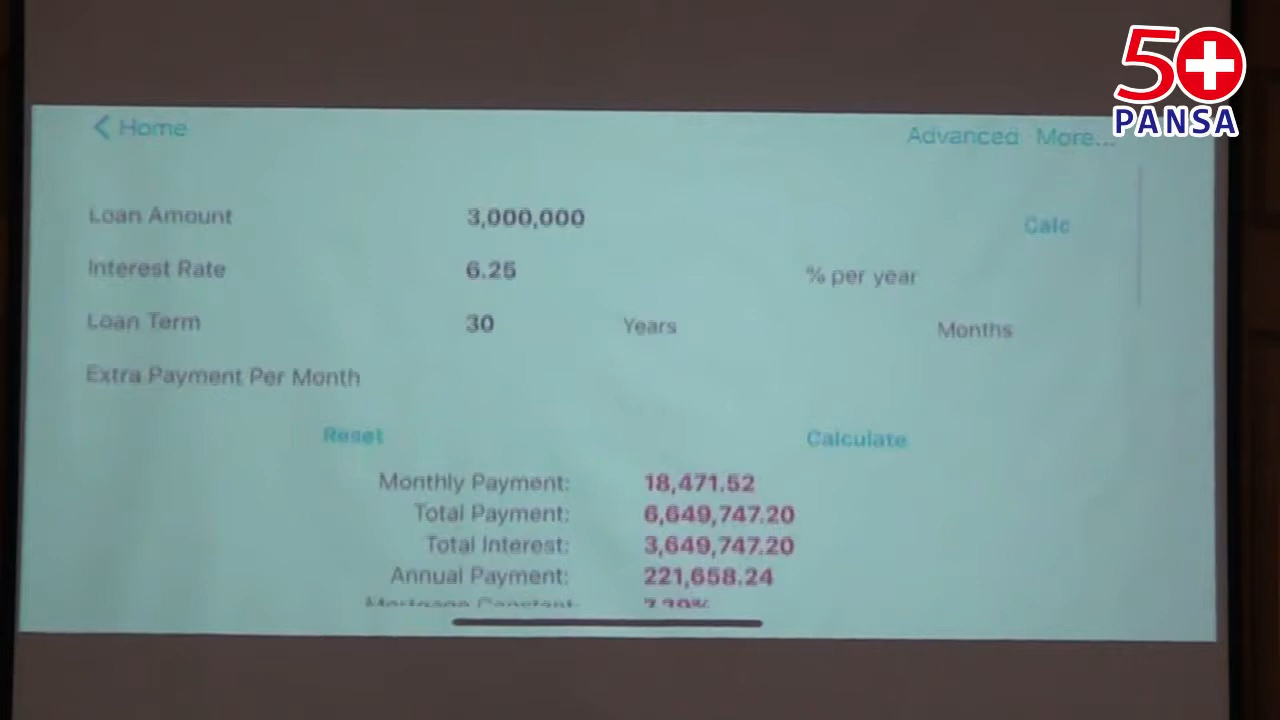 50 PANSA
Home
Advanced More...
Loan Amount 3,000,000 Calc
Interest Rate 6.25 % per year
Loan Term 30 Years Months
Extra Payment Per Month
Reset Calculate
Monthly Payment: 18,471.52
Total Payment: 6,649,747.20
Total Interest: 3,649,747.20
Annual Payment: 221,658.24
Mortgage Constant: